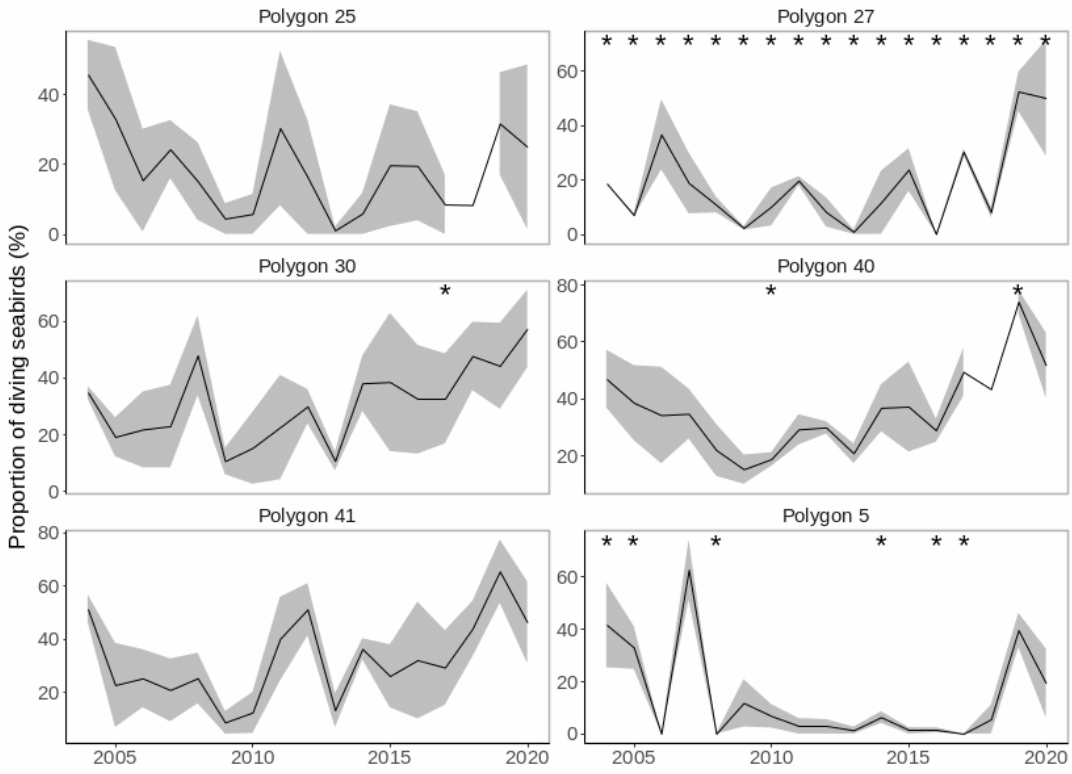 Polygon 25
Polygon 27
* * * * * * * * * * * * * * * * *
40
20
0
60
40
20
0
Polygon 30
Polygon 40
*
* *
60
40
20
0
80
60
40
20
Polygon 41
Polygon 5
* * * * * *
80
60
40
20
60
40
20
0
2005 2010 2015 2020
2005 2010 2015 2020
Proportion of diving seabirds (%)